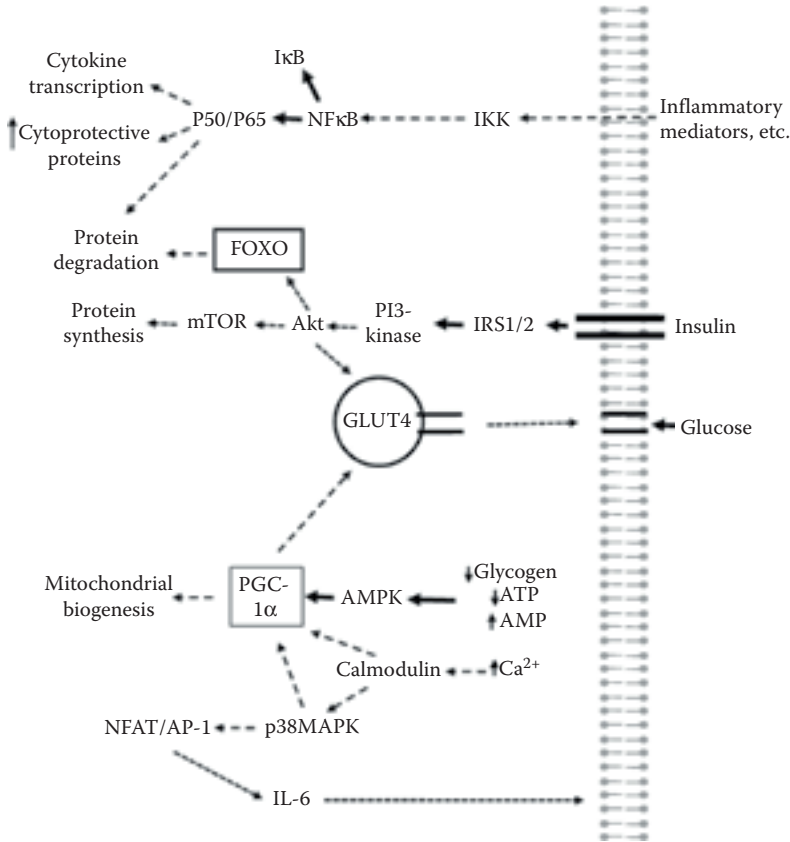 IκB
Cytokine
transcription
P50/P65
NFκB
IKK
Inflammatory
mediators, etc.
Cytoprotective
proteins
Protein
degradation
FOXO
Protein
synthesis
mTOR
Akt
PI3-
kinase
IRS1/2
Insulin
GLUT4
Glucose
Mitochondrial
biogenesis
PGC-
1α
AMPK
Glycogen
ATP
AMP
Calmodulin
Ca²⁺
NFAT/AP-1
p38MAPK
IL-6